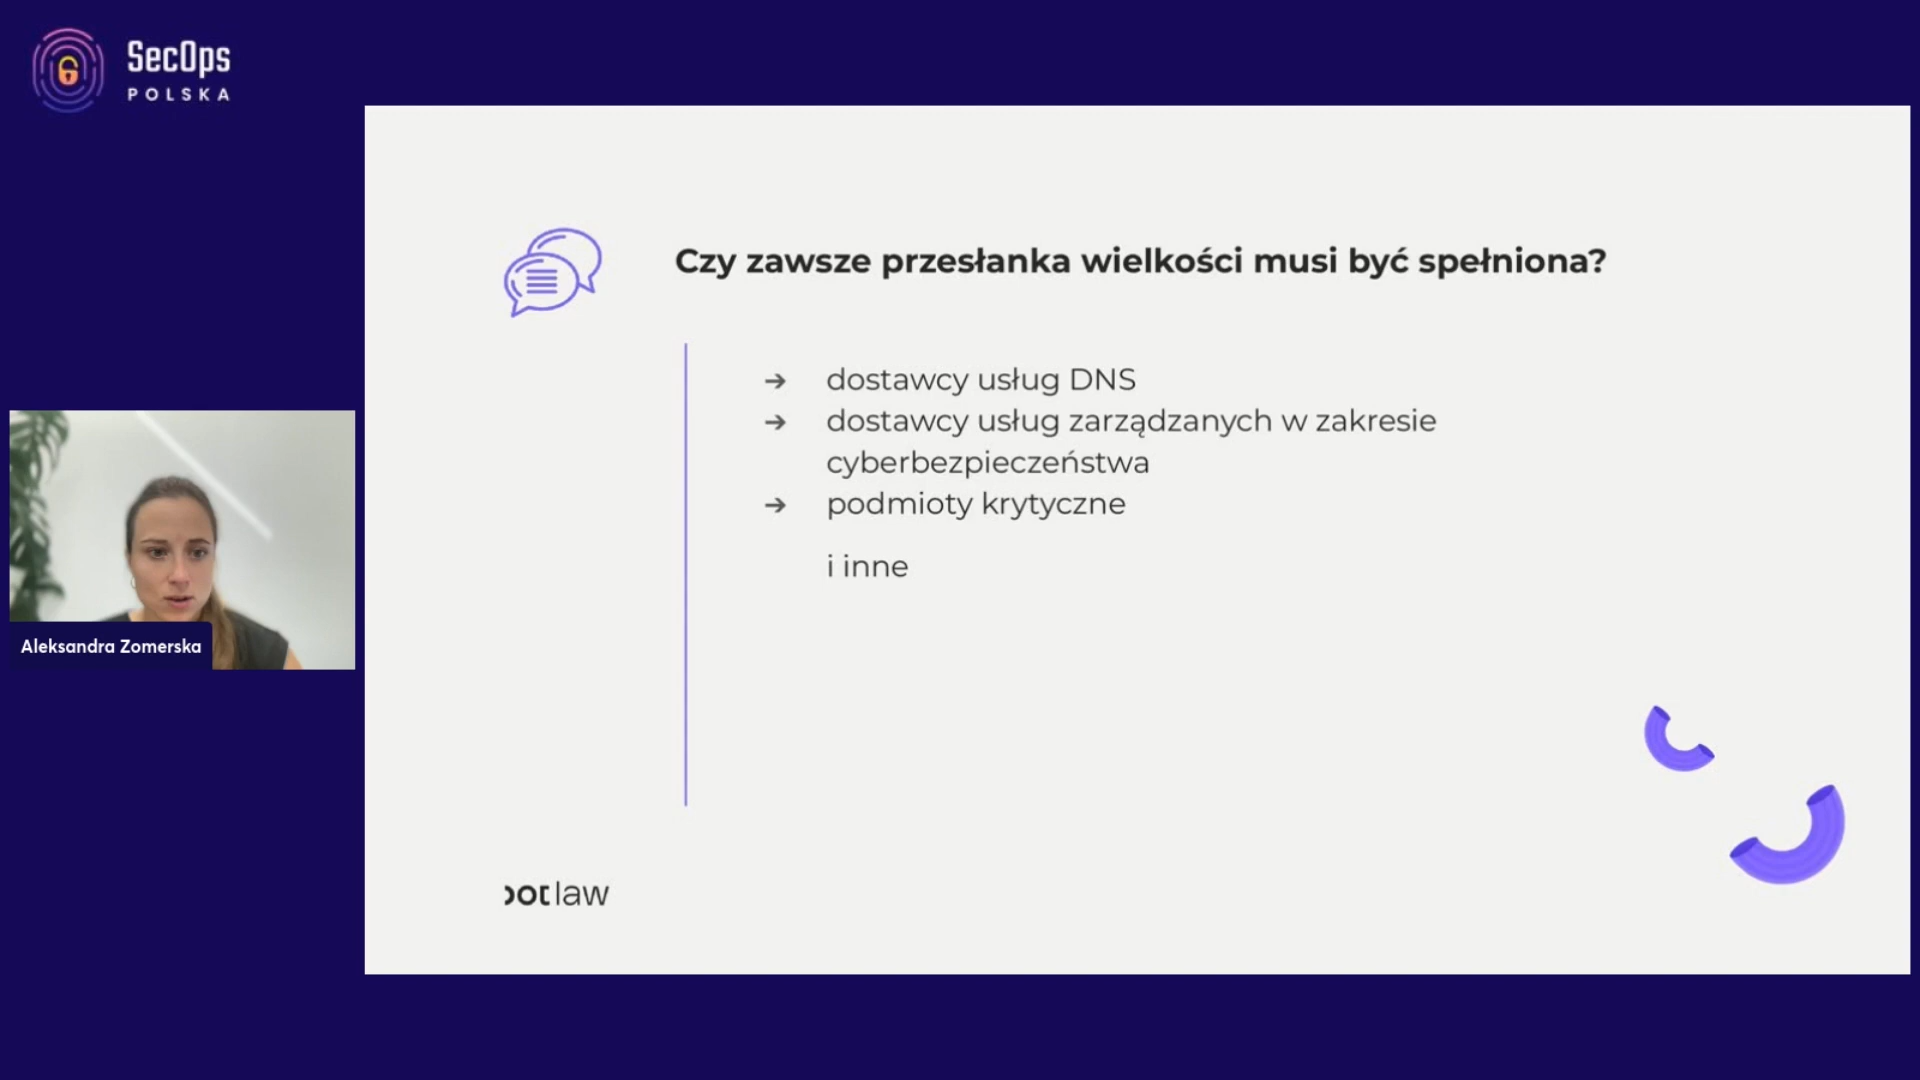 SecOps
POLSKA
Czy zawsze przesłanka wielkości musi być spełniona?
→ dostawcy usług DNS
→ dostawcy usług zarządzanych w zakresie
cyberbezpieczeństwa
→ podmioty krytyczne
i inne
Aleksandra Zomerska
law